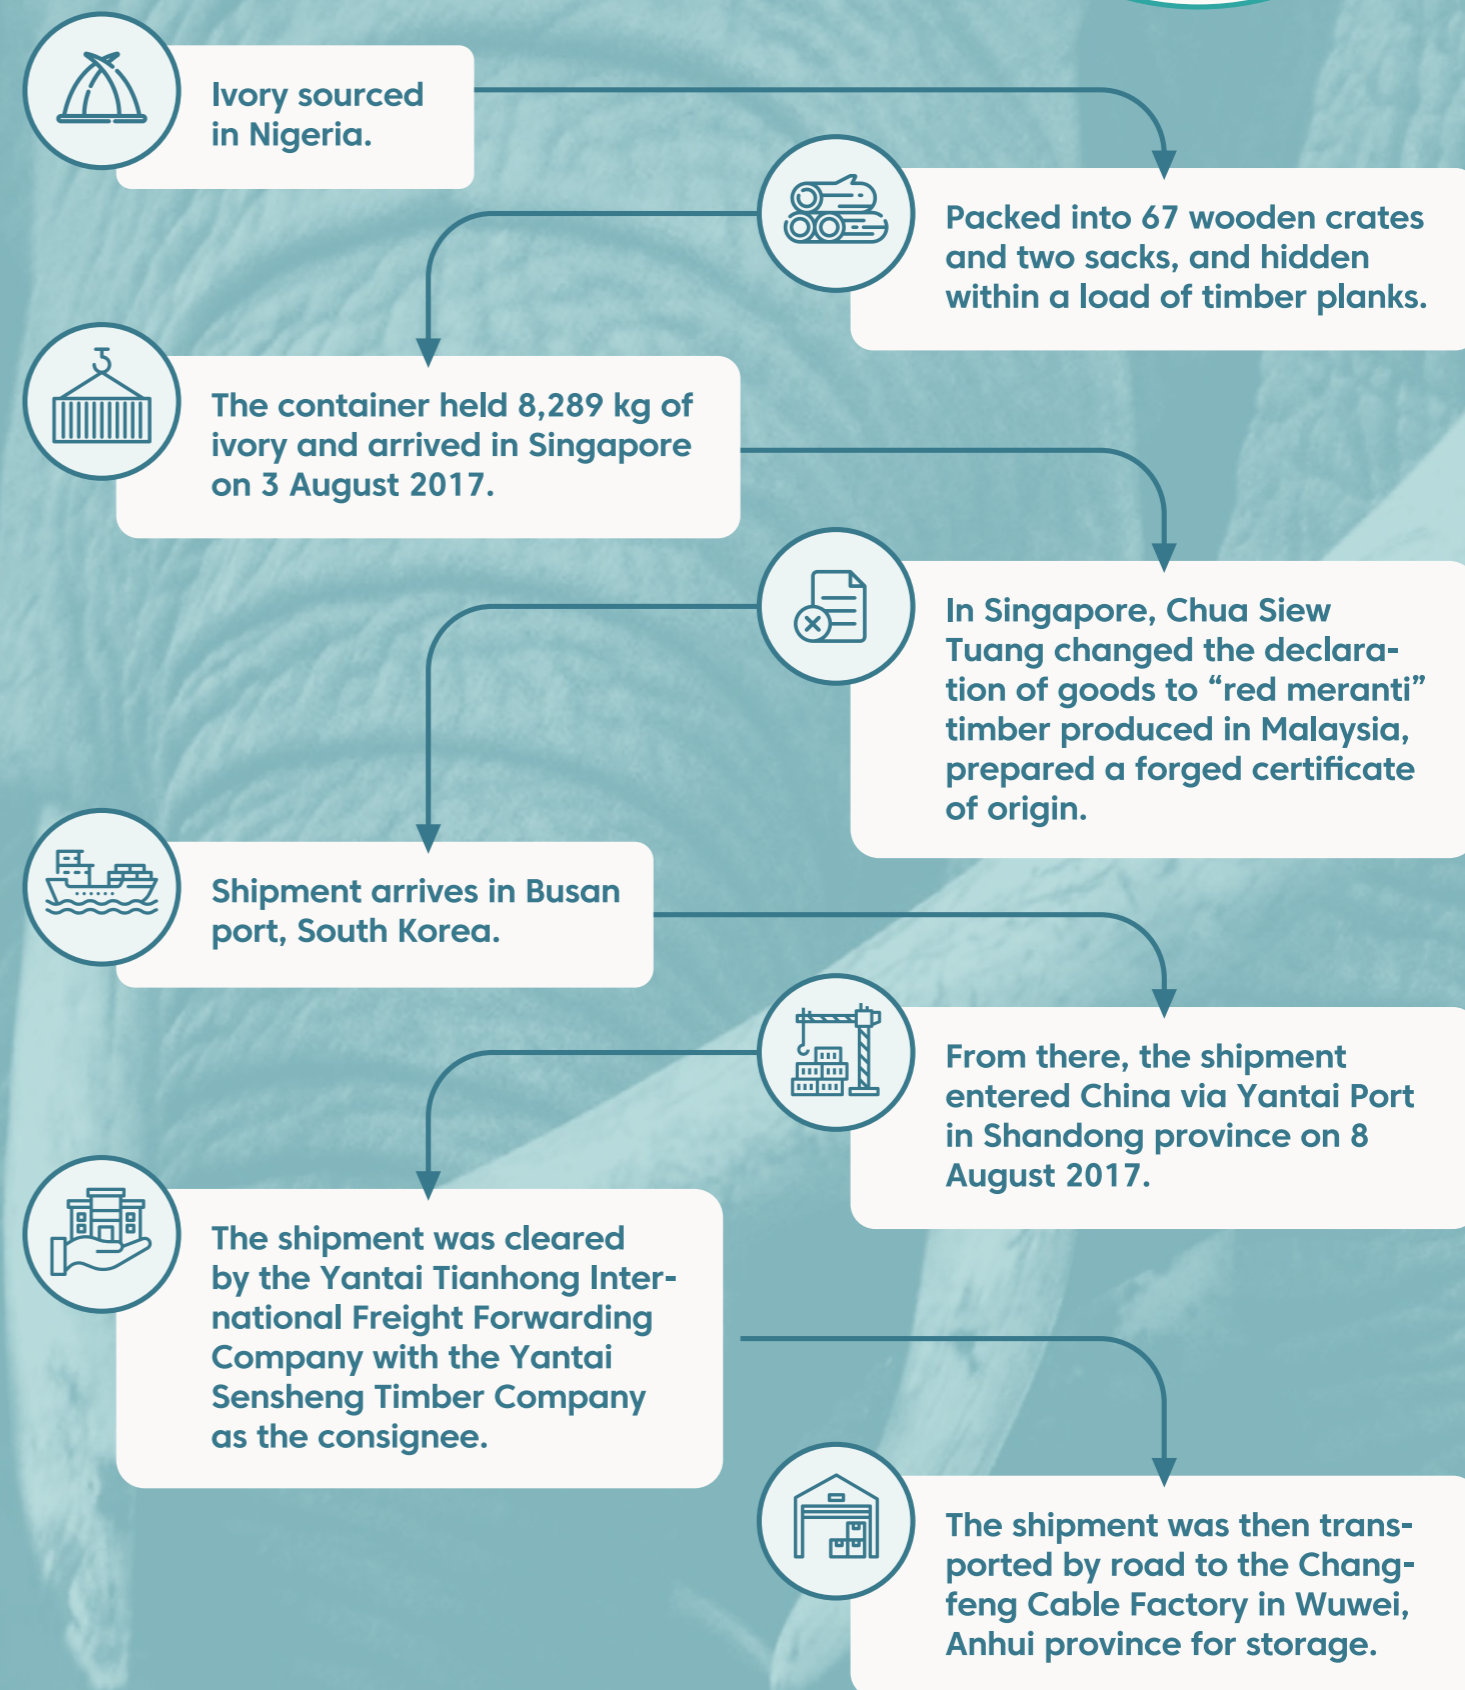 Ivory sourced
in Nigeria.
Packed into 67 wooden crates
and two sacks, and hidden
within a load of timber planks.
The container held 8,289 kg of
ivory and arrived in Singapore
on 3 August 2017.
In Singapore, Chua Siew
Tuang changed the declara-
tion of goods to “red meranti”
timber produced in Malaysia,
prepared a forged certificate
of origin.
Shipment arrives in Busan
port, South Korea.
From there, the shipment
entered China via Yantai Port
in Shandong province on 8
August 2017.
The shipment was cleared
by the Yantai Tianhong Inter-
national Freight Forwarding
Company with the Yantai
Sensheng Timber Company
as the consignee.
The shipment was then trans-
ported by road to the Chang-
feng Cable Factory in Wuwei,
Anhui province for storage.